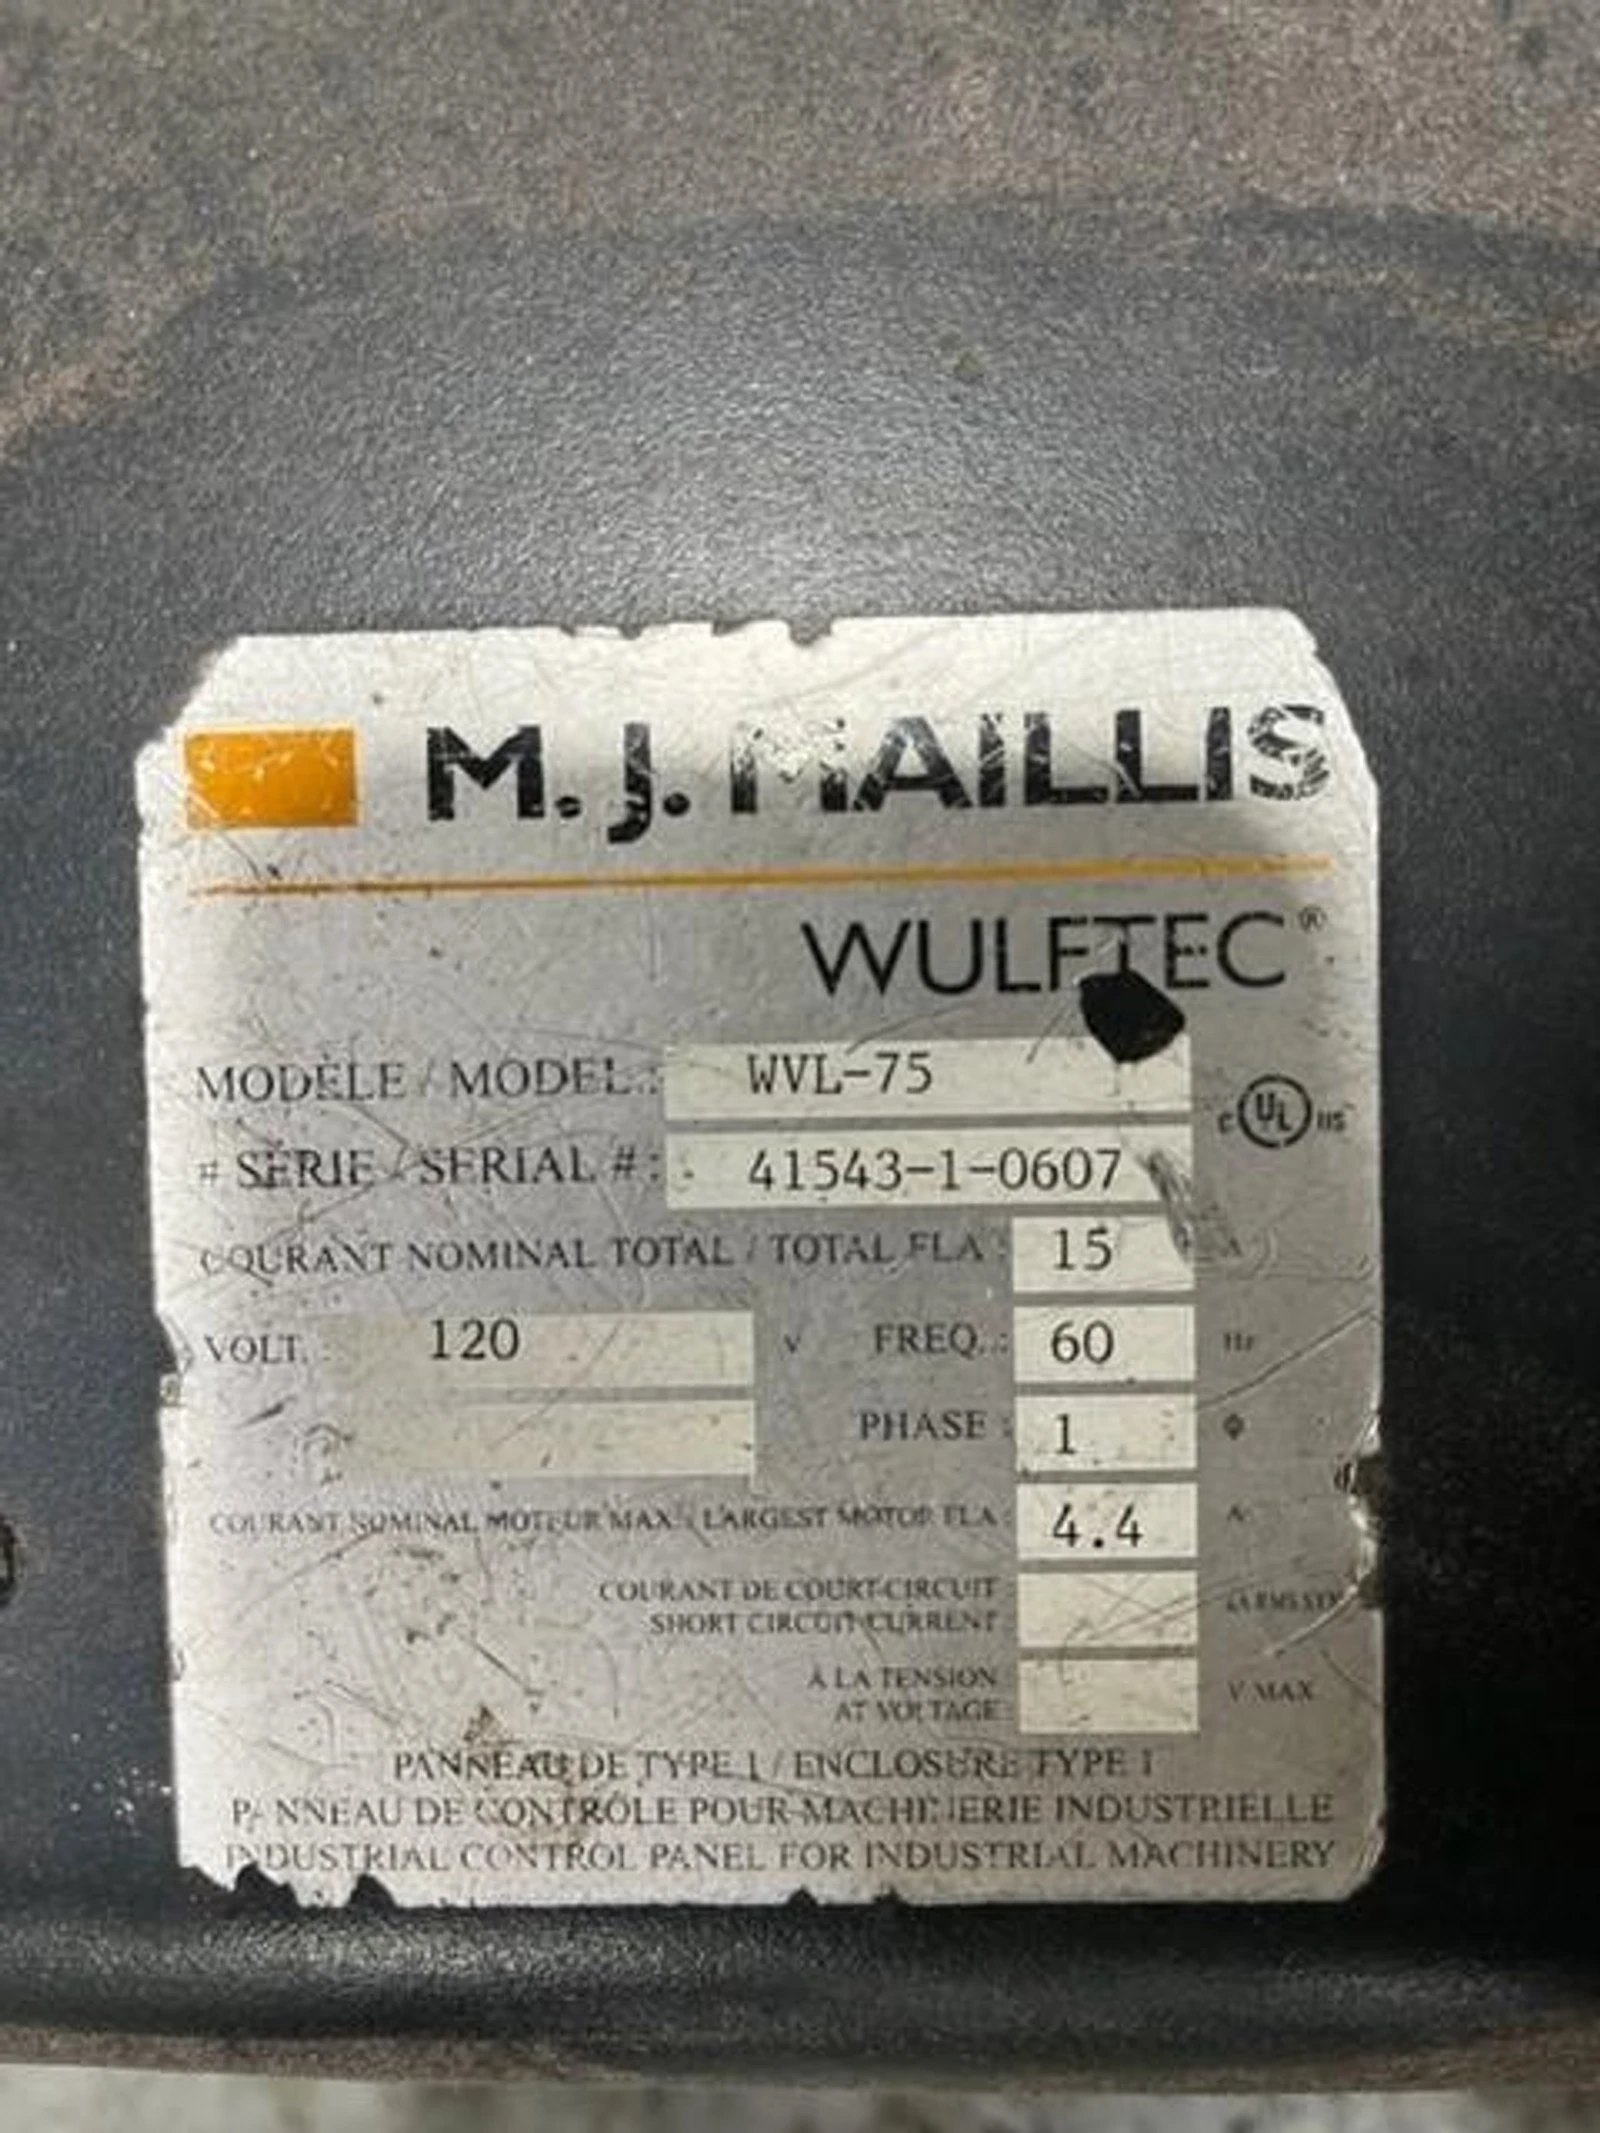 M. J. MAILLIS
WULFTEC®
MODÈLE / MODEL.: WVL-75
c UL us
# SÉRIE / SERIAL #: 41543-1-0607
COURANT NOMINAL TOTAL / TOTAL FLA : 15 A
VOLT. : 120 V FREQ.: 60 Hz
PHASE : 1 Φ
COURANT NOMINAL MOTEUR MAX / LARGEST MOTOR FLA : 4.4 A
COURANT DE COURT-CIRCUIT
SHORT CIRCUIT CURRENT
À LA TENSION
AT VOLTAGE V MAX
PANNEAU DE TYPE 1 / ENCLOSURE TYPE 1
PANNEAU DE CONTRÔLE POUR MACHINERIE INDUSTRIELLE
INDUSTRIAL CONTROL PANEL FOR INDUSTRIAL MACHINERY